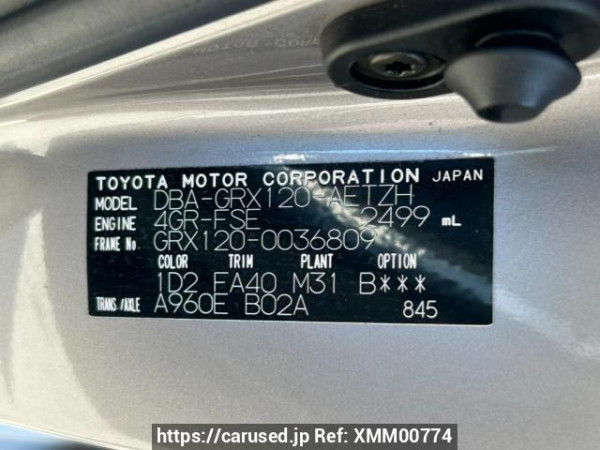 TOYOTA MOTOR CORPORATION JAPAN
MODEL DBA-GRX120-AETZH
ENGINE 4GR-FSE 2499 mL
FRAME No. GRX120-0036809
COLOR TRIM PLANT OPTION
1D2 FA40 M31 B***
TRANS/AXLE A960E B02A 845
https://carused.jp Ref: XMM00774